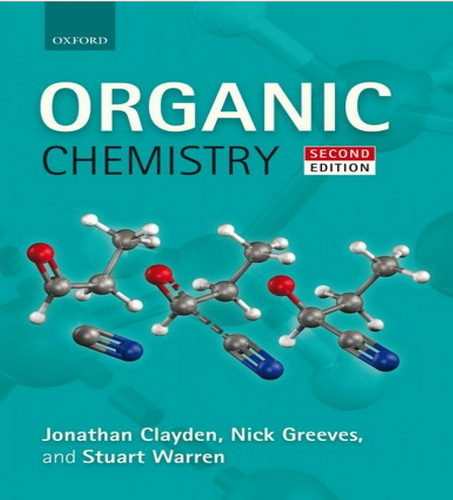 OXFORD
ORGANIC
CHEMISTRY
SECOND
EDITION
Jonathan Clayden, Nick Greeves,
and Stuart Warren